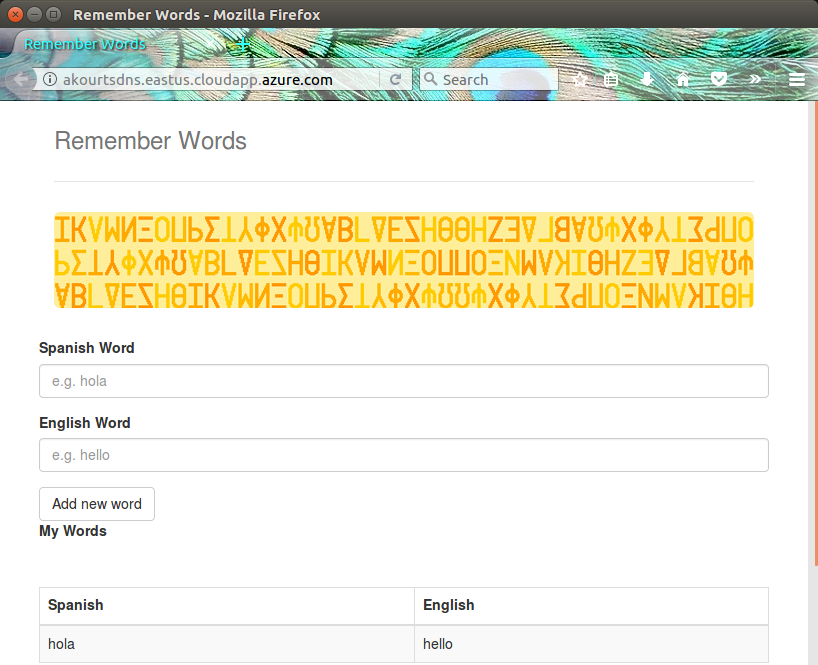 Remember Words - Mozilla Firefox
Remember Words
akourtsdns.eastus.cloudapp.azure.com
Search
Remember Words
Spanish Word
e.g. hola
English Word
e.g. hello
Add new word
My Words
Spanish English
hola hello